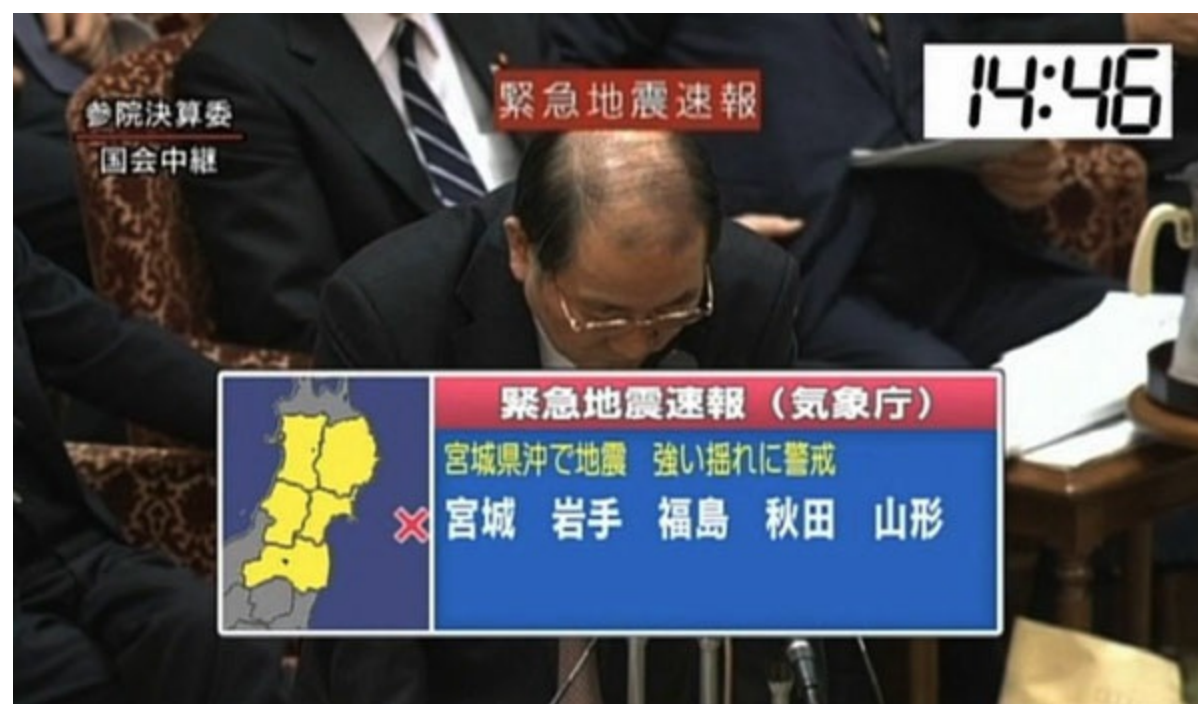 参院決算委
国会中継
緊急地震速報
14:46
緊急地震速報（気象庁）
宮城県沖で地震　強い揺れに警戒
宮城　岩手　福島　秋田　山形